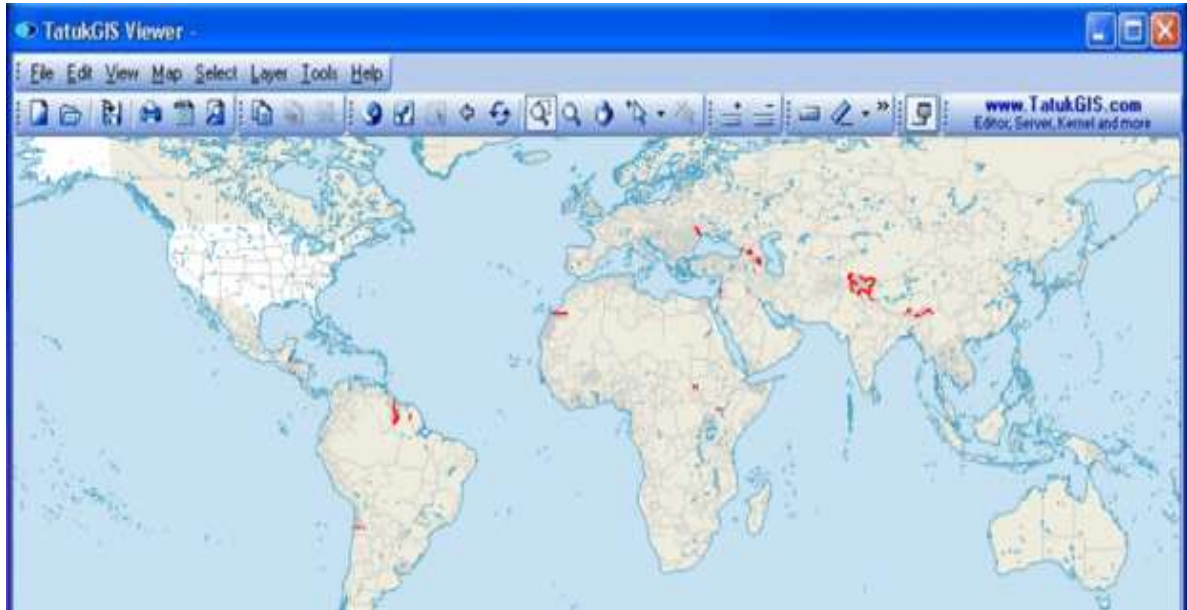 TatukGIS Viewer -
File Edit View Map Select Layer Tools Help
www.TatukGIS.com
Editor, Server, Kernel and more